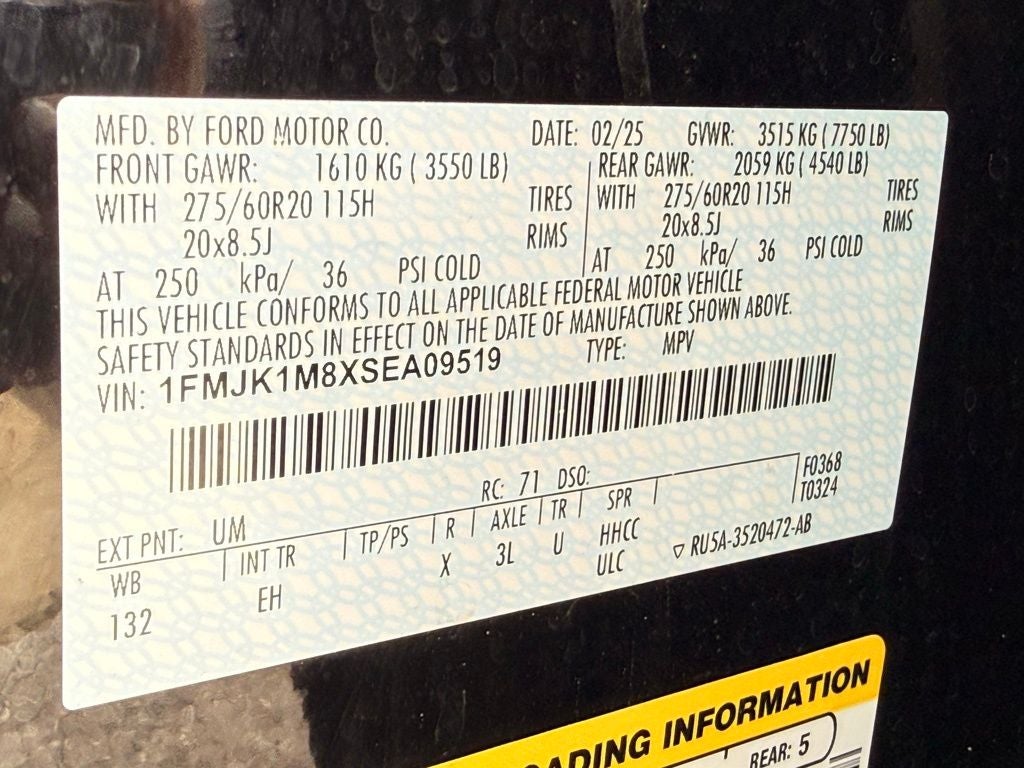 MFD. BY FORD MOTOR CO. DATE: 02/25 GVWR: 3515 KG ( 7750 LB)
FRONT GAWR: 1610 KG ( 3550 LB) REAR GAWR: 2059 KG ( 4540 LB)
WITH 275/60R20 115H TIRES WITH 275/60R20 115H TIRES
20x8.5J RIMS 20x8.5J RIMS
AT 250 kPa/ 36 PSI COLD AT 250 kPa/ 36 PSI COLD
THIS VEHICLE CONFORMS TO ALL APPLICABLE FEDERAL MOTOR VEHICLE
SAFETY STANDARDS IN EFFECT ON THE DATE OF MANUFACTURE SHOWN ABOVE.
VIN: 1FMJK1M8XSEA09519 TYPE: MPV
F0368
T0324
EXT PNT: UM RC: 71 DSO:
WB INT TR TP/PS R AXLE TR SPR
132 EH X 3L U HHCC
ULC
RU5A-3520472-AB
ADING INFORMATION
REAR: 5